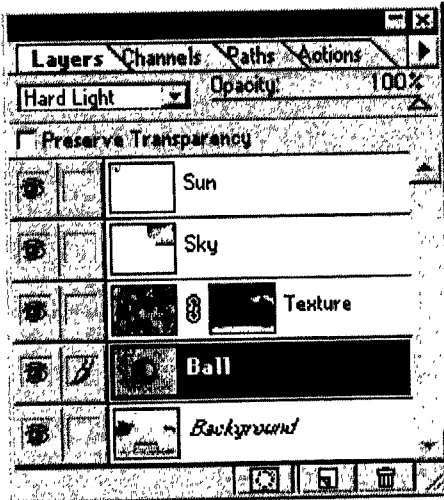 Layers Channels Paths Actions
Hard Light Opacity: 100%
Preserve Transparency
Sun
Sky
Texture
Ball
Background